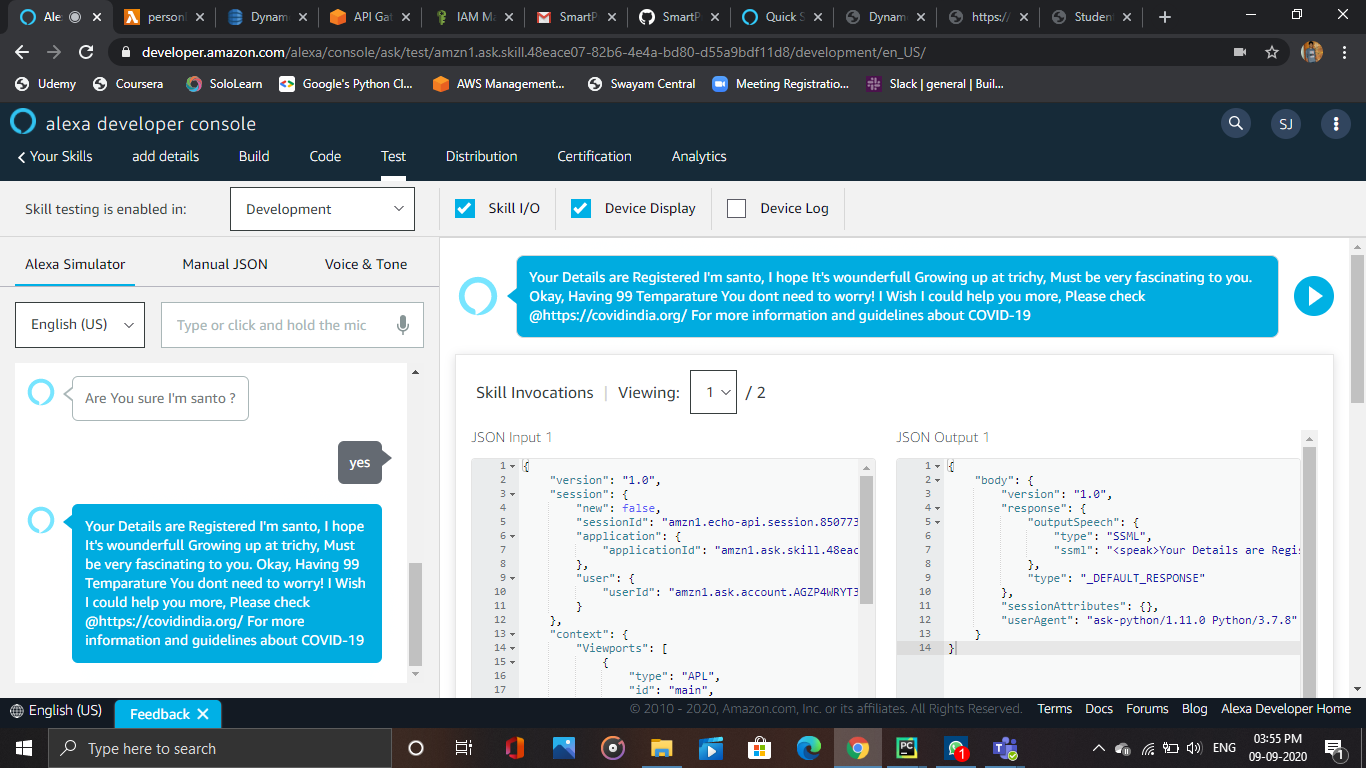 Ale
person
Dynam
API Gat
IAM Ma
SmartP
SmartP
Quick S
Dynam
https://
Student
developer.amazon.com/alexa/console/ask/test/amzn1.ask.skill.48eace07-82b6-4e4a-bd80-d55a9bdf11d8/development/en_US/
Udemy
Coursera
SoloLearn
Google's Python Cl...
AWS Management...
Swayam Central
Meeting Registratio...
Slack | general | Buil...
alexa developer console
SJ
Your Skills
add details
Build
Code
Test
Distribution
Certification
Analytics
Skill testing is enabled in:
Development
Skill I/O
Device Display
Device Log
Alexa Simulator
Manual JSON
Voice & Tone
English (US)
Type or click and hold the mic
Are You sure I'm santo ?
yes
Your Details are Registered I'm santo, I hope
It's wounderfull Growing up at trichy, Must
be very fascinating to you. Okay, Having 99
Temparature You dont need to worry! I Wish
I could help you more, Please check
@https://covidindia.org/ For more
information and guidelines about COVID-19
Your Details are Registered I'm santo, I hope It's wounderfull Growing up at trichy, Must be very fascinating to you.
Okay, Having 99 Temparature You dont need to worry! I Wish I could help you more, Please check
@https://covidindia.org/ For more information and guidelines about COVID-19
Skill Invocations | Viewing: 1 / 2
JSON Input 1
1 {
2 "version": "1.0",
3 "session": {
4 "new": false,
5 "sessionId": "amzn1.echo-api.session.850773
6 "application": {
7 "applicationId": "amzn1.ask.skill.48eac
8 },
9 "user": {
10 "userId": "amzn1.ask.account.AGZP4WRYT3
11 }
12 },
13 "context": {
14 "Viewports": [
15 {
16 "type": "APL",
17 "id": "main",
JSON Output 1
1 {
2 "body": {
3 "version": "1.0",
4 "response": {
5 "outputSpeech": {
6 "type": "SSML",
7 "ssml": "<speak>Your Details are Regis
8 },
9 "type": "_DEFAULT_RESPONSE"
10 },
11 "sessionAttributes": {},
12 "userAgent": "ask-python/1.11.0 Python/3.7.8"
13 }
14 }
English (US)
Feedback
© 2010 - 2020, Amazon.com, Inc. or its affiliates. All Rights Reserved.
Terms
Docs
Forums
Blog
Alexa Developer Home
Type here to search
PC
1
ENG
03:55 PM
09-09-2020
1